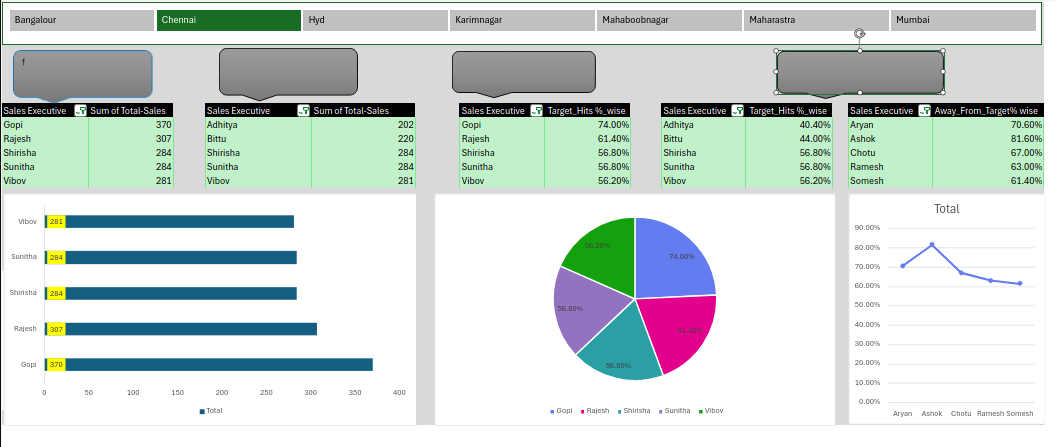 Bangalour Chennai Hyd Karimnagar Mahaboobnagar Maharastra Mumbai
f
Sales Executive Sum of Total-Sales
Gopi 370
Rajesh 307
Shirisha 284
Sunitha 284
Vibov 281
Sales Executive Sum of Total-Sales
Adhitya 202
Bittu 220
Shirisha 284
Sunitha 284
Vibov 281
Sales Executive Target_Hits %_wise
Gopi 74.00%
Rajesh 61.40%
Shirisha 56.80%
Sunitha 56.80%
Vibov 56.20%
Sales Executive Target_Hits %_wise
Adhitya 40.40%
Bittu 44.00%
Shirisha 56.80%
Sunitha 56.80%
Vibov 56.20%
Sales Executive Away_From_Target% wise
Aryan 70.60%
Ashok 81.60%
Chotu 67.00%
Ramesh 63.00%
Somesh 61.40%
Vibov 281
Sunitha 284
Shirisha 284
Rajesh 307
Gopi 370
0 50 100 150 200 250 300 350 400
Total
56.20%
74.00%
56.80%
61.40%
56.80%
Gopi Rajesh Shirisha Sunitha Vibov
Total
90.00%
80.00%
70.00%
60.00%
50.00%
40.00%
30.00%
20.00%
10.00%
0.00%
Aryan Ashok Chotu Ramesh Somesh